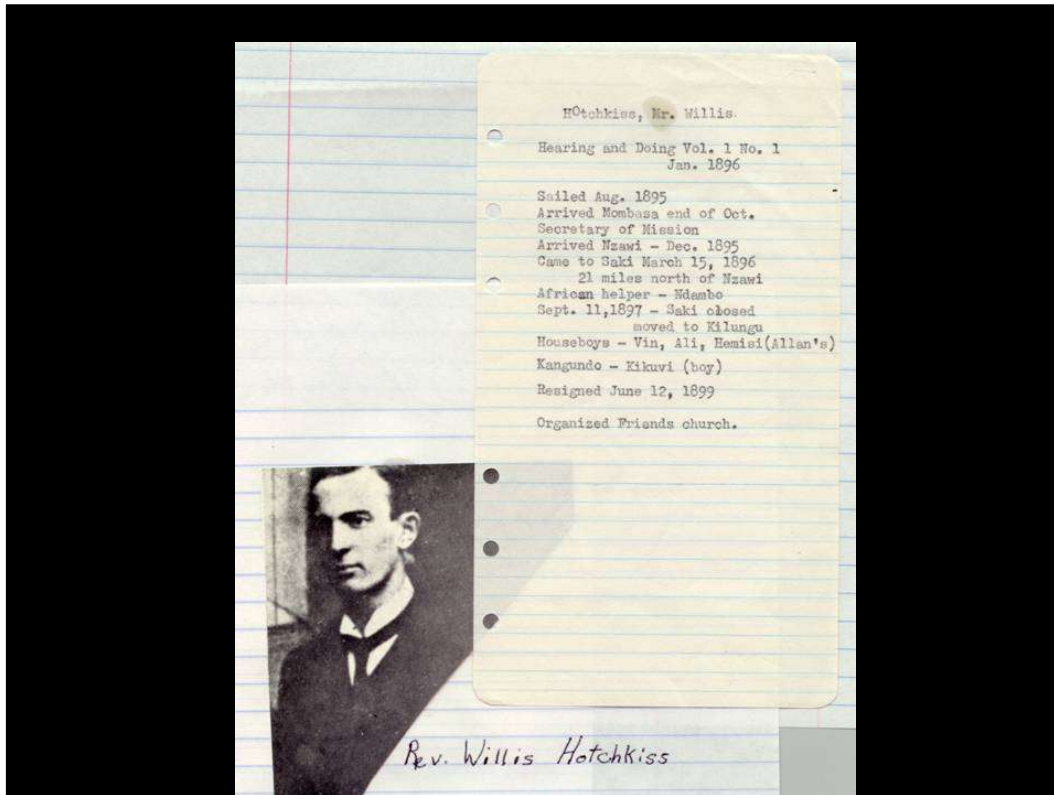 HOtchkiss, Mr. Willis.
Hearing and Doing Vol. 1 No. 1
Jan. 1896
Sailed Aug. 1895
Arrived Mombasa end of Oct.
Secretary of Mission
Arrived Nzawi - Dec. 1895
Came to Saki March 15, 1896
21 miles north of Nzawi
African helper - Ndambo
Sept. 11,1897 - Saki closed
moved to Kilungu
Houseboys - Vin, Ali, Hemisi(Allan's)
Kangundo - Kikuvi (boy)
Resigned June 12, 1899
Organized Friends church.
Rev. Willis Hotchkiss